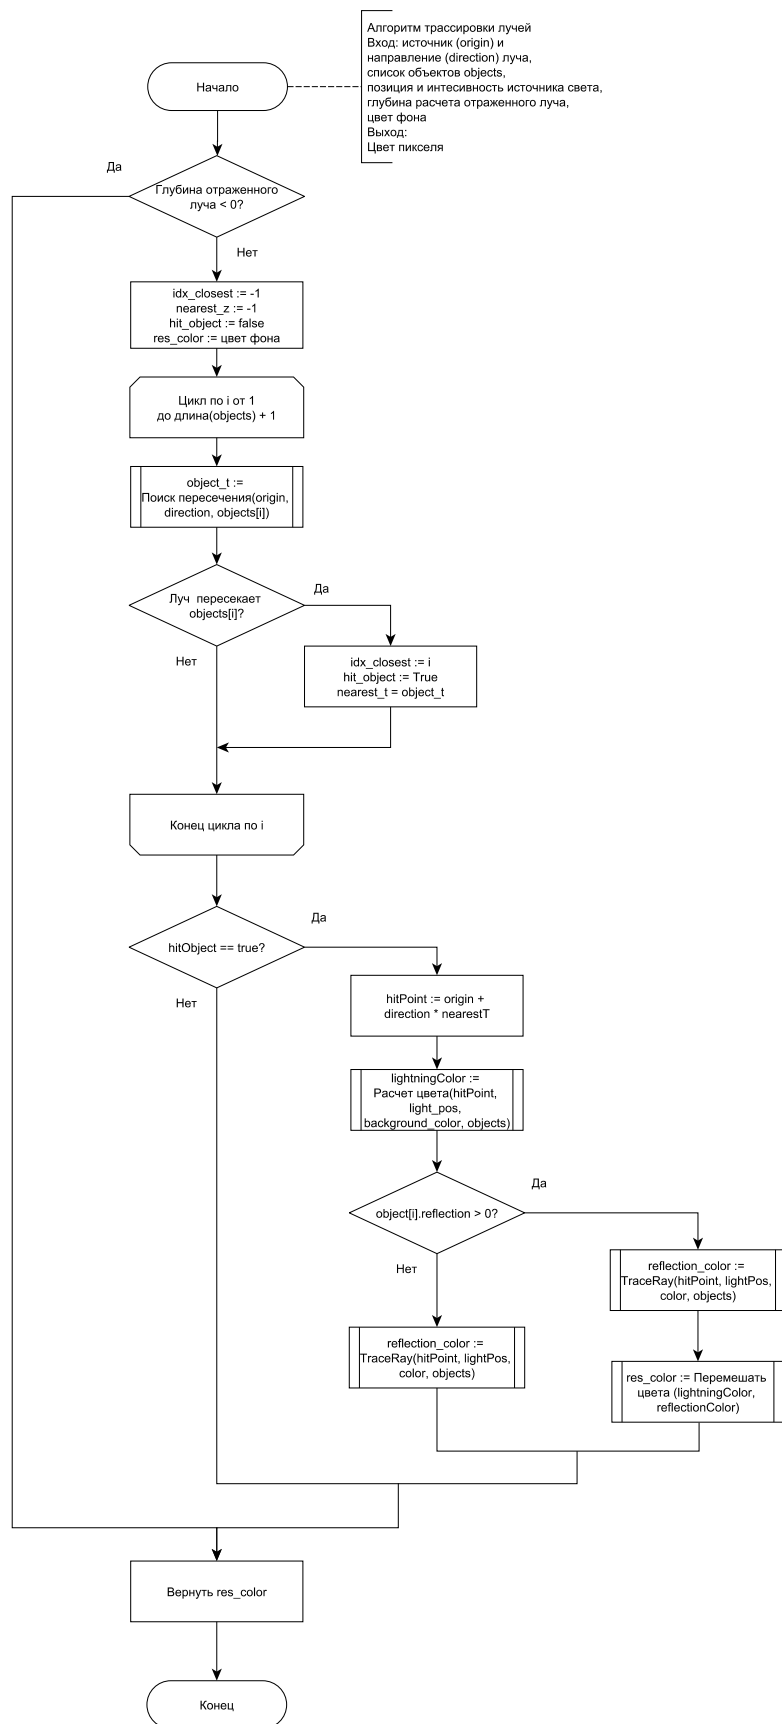 Алгоритм трассировки лучей
Вход: источник (origin) и
направление (direction) луча,
список объектов objects,
позиция и интесивность источника света,
глубина расчета отраженного луча,
цвет фона
Выход:
Цвет пикселя
Начало
Да
Глубина отраженного
луча < 0?
Нет
idx_closest := -1
nearest_z := -1
hit_object := false
res_color := цвет фона
Цикл по i от 1
до длина(objects) + 1
object_t :=
Поиск пересечения(origin,
direction, objects[i])
Луч пересекает
objects[i]?
Да
Нет
idx_closest := i
hit_object := True
nearest_t = object_t
Конец цикла по i
hitObject == true?
Да
Нет
hitPoint := origin +
direction * nearestT
lightningColor :=
Расчет цвета(hitPoint,
light_pos,
background_color, objects)
object[i].reflection > 0?
Да
Нет
reflection_color :=
TraceRay(hitPoint, lightPos,
color, objects)
reflection_color :=
TraceRay(hitPoint, lightPos,
color, objects)
res_color := Перемешать
цвета (lightningColor,
reflectionColor)
Вернуть res_color
Конец